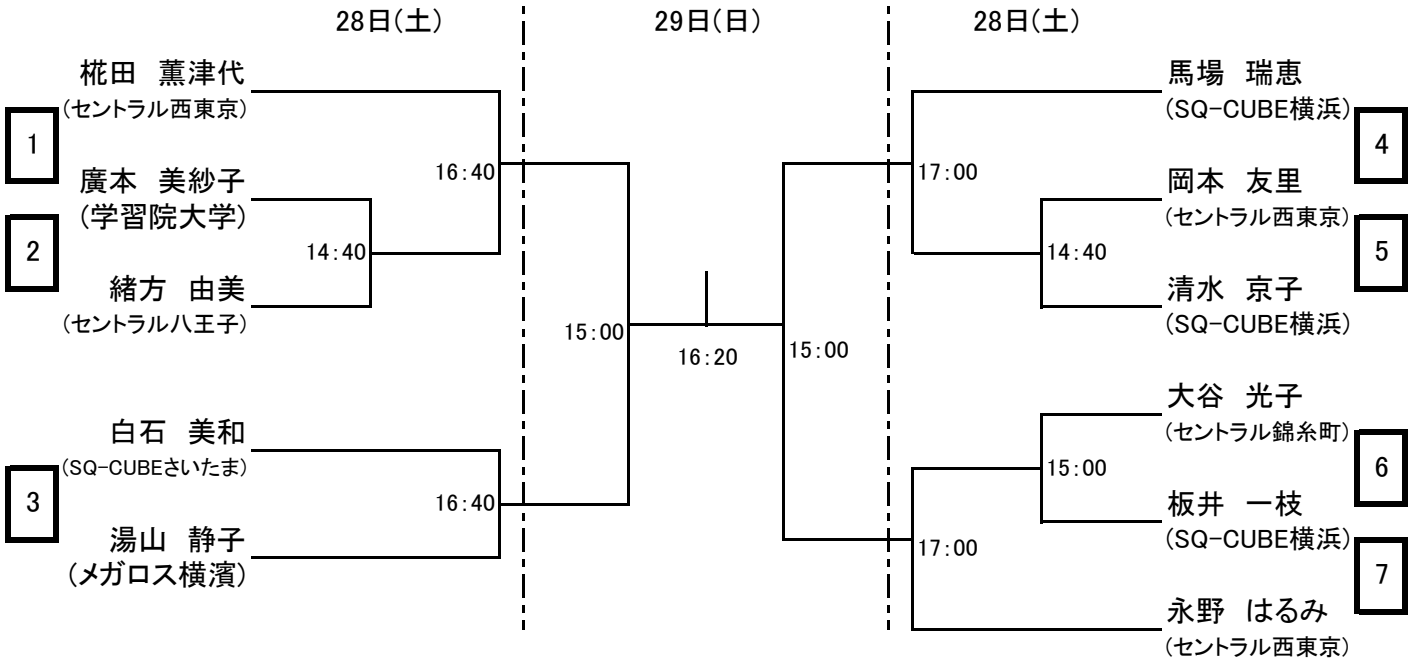 28日(土)
29日(日)
28日(土)
椛田　薫津代
(セントラル西東京)
1
16:40
廣本　美紗子
(学習院大学)
2
14:40
緒方　由美
(セントラル八王子)
15:00
白石　美和
(SQ-CUBEさいたま)
3
16:40
湯山　静子
(メガロス横濱)
16:20
馬場　瑞恵
(SQ-CUBE横浜)
4
17:00
岡本　友里
(セントラル西東京)
5
14:40
清水　京子
(SQ-CUBE横浜)
15:00
大谷　光子
(セントラル錦糸町)
6
15:00
板井　一枝
(SQ-CUBE横浜)
17:00
7
永野　はるみ
(セントラル西東京)